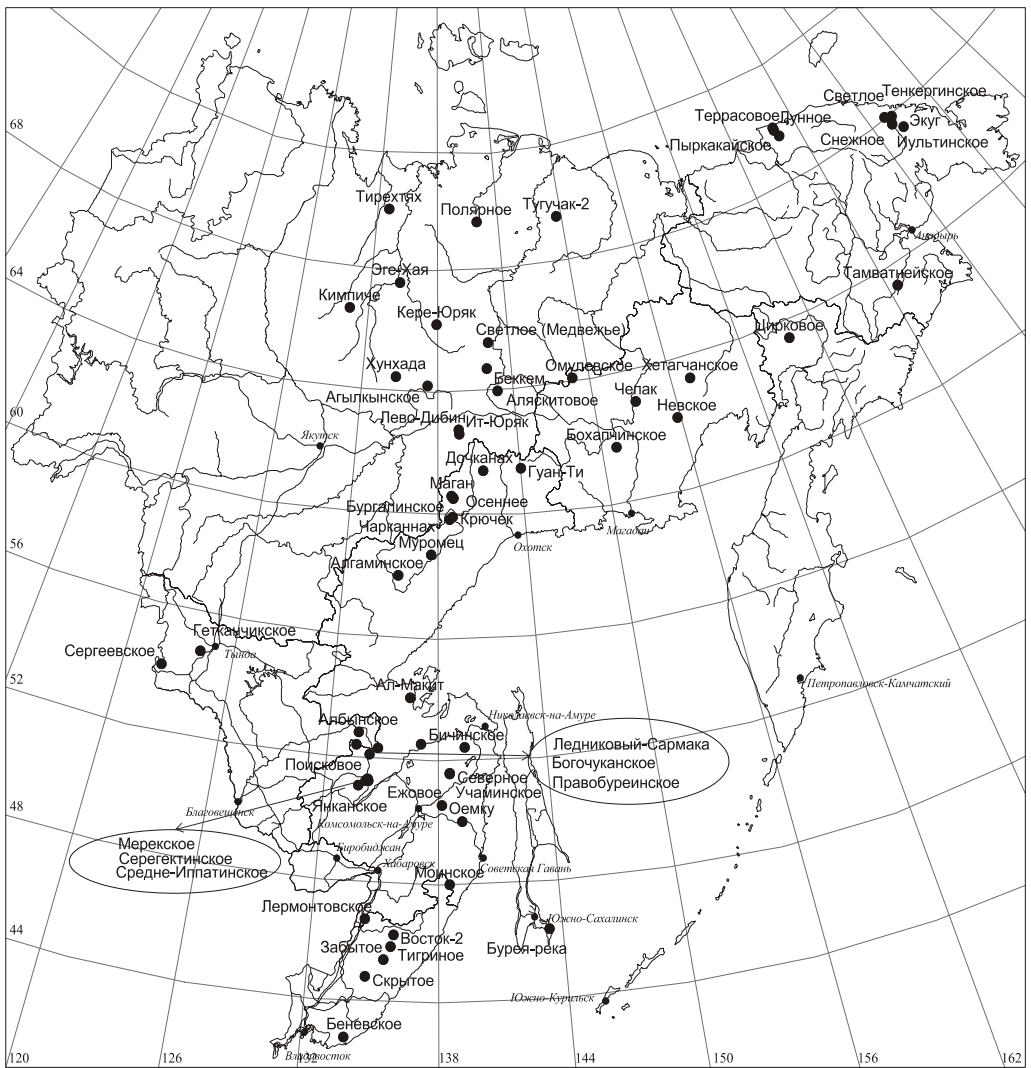 68
Светлое
Тенкергинское
Террасовое
Лунное
Экуг
Снежное
Пыркакайское
Иультинское
Тирехтях
Тугучак-2
Полярное
Анадырь
64
Эге-Хая
Тамватнейское
Кимпиче
Кере-Юряк
Светлое (Медвежье)
Цирковое
Хунхада
Омулевское
Хетагчанское
Беккем
Агылкынское
Аляскитовое
Челак
60
Лево-Дибин
Ит-Юряк
Невское
Якутск
Бохапчинское
Дочканах
Гуан-Ти
Маган
Осеннее
Бургалинское
Крючек
Чарканнах
Магадан
Охотск
56
Муромец
Алгаминское
Гетканчикское
Сергеевское
Тында
52
Петропавловск-Камчатский
Ал-Макит
Николаевск-на-Амуре
Албынское
Бичинское
Ледниковый-Сармака
Богочуканское
Правобуреинское
Поисковое
Северное
Ежовое
Учаминское
Янканское
Оемку
48
Благовещенск
Комсомольск-на-Амуре
Мерекское
Серегектинское
Средне-Иппатинское
Биробиджан
Хабаровск
Советская Гавань
Моинское
Лермонтовское
Южно-Сахалинск
44
Восток-2
Забытое
Тигриное
Бурея-река
Скрытое
Южно-Курильск
Беневское
Владивосток
120
126
132
138
144
150
156
162